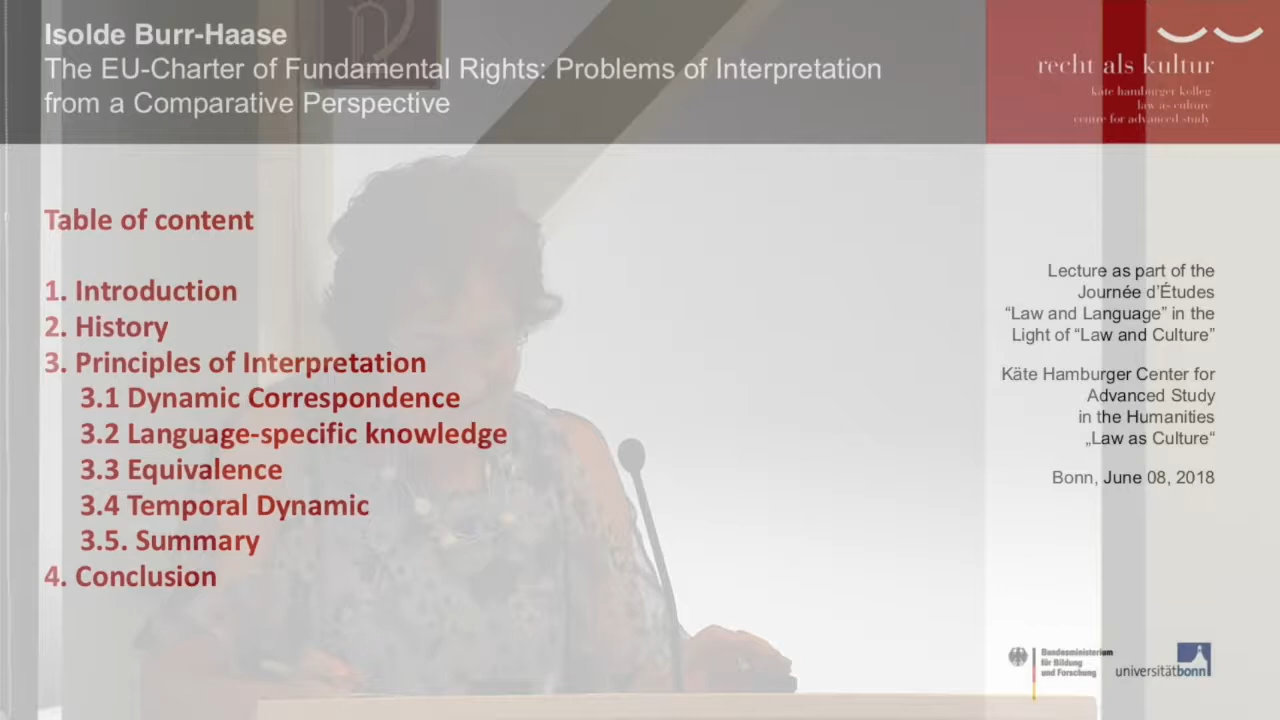 Isolde Burr-Haase
The EU-Charter of Fundamental Rights: Problems of Interpretation
from a Comparative Perspective
recht als kultur
käte hamburger kolleg
law as culture
centre for advanced study
Table of content
1. Introduction
2. History
3. Principles of Interpretation
3.1 Dynamic Correspondence
3.2 Language-specific knowledge
3.3 Equivalence
3.4 Temporal Dynamic
3.5. Summary
4. Conclusion
Lecture as part of the
Journée d’Études
“Law and Language” in the
Light of “Law and Culture”
Käte Hamburger Center for
Advanced Study
in the Humanities
„Law as Culture“
Bonn, June 08, 2018
Bundesministerium
für Bildung
und Forschung
universitätbonn